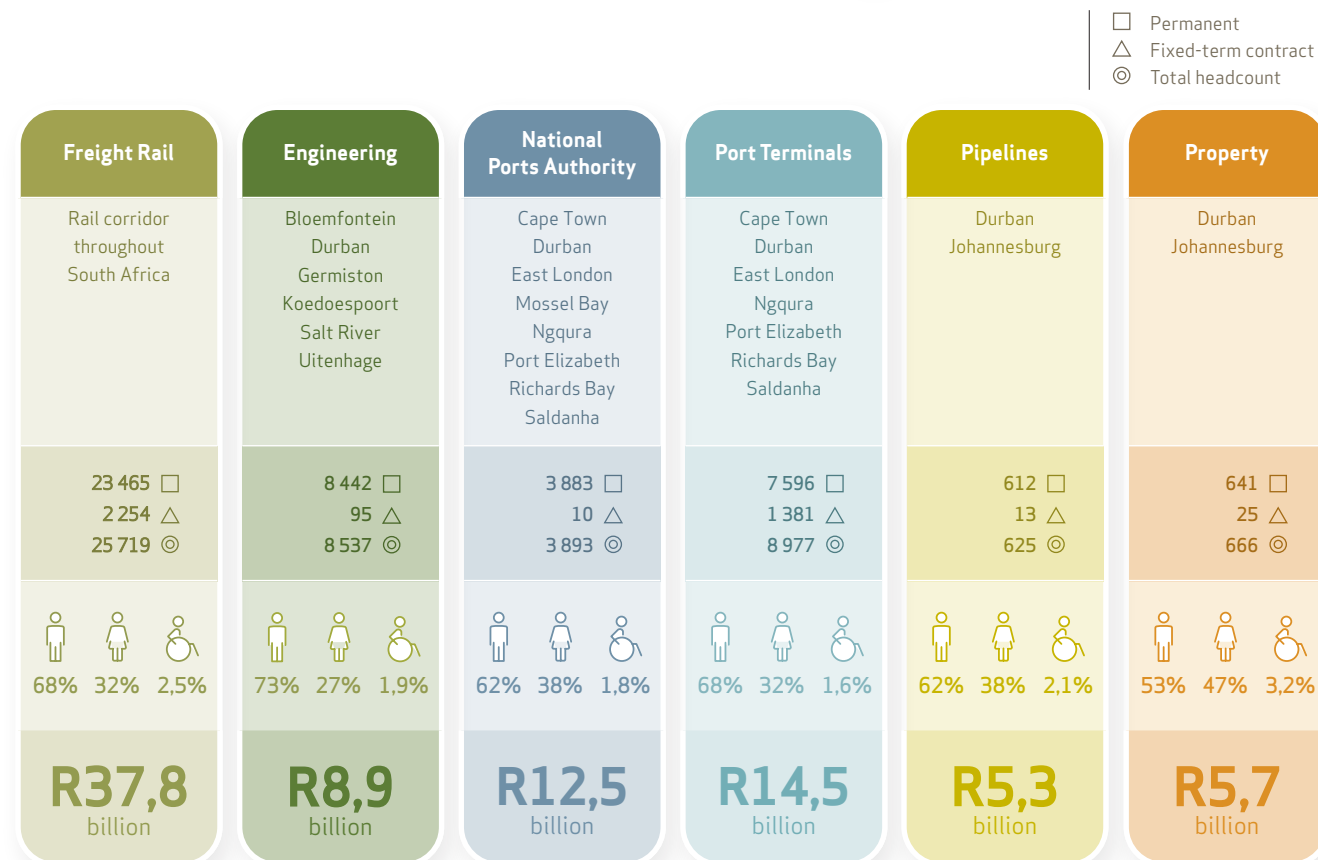 Permanent
Fixed-term contract
Total headcount
Freight Rail
Rail corridor
throughout
South Africa
23 465
2 254
25 719
68% 32% 2,5%
R37,8
billion
Engineering
Bloemfontein
Durban
Germiston
Koedoespoort
Salt River
Uitenhage
8 442
95
8 537
73% 27% 1,9%
R8,9
billion
National
Ports Authority
Cape Town
Durban
East London
Mossel Bay
Ngqura
Port Elizabeth
Richards Bay
Saldanha
3 883
10
3 893
62% 38% 1,8%
R12,5
billion
Port Terminals
Cape Town
Durban
East London
Ngqura
Port Elizabeth
Richards Bay
Saldanha
7 596
1 381
8 977
68% 32% 1,6%
R14,5
billion
Pipelines
Durban
Johannesburg
612
13
625
62% 38% 2,1%
R5,3
billion
Property
Durban
Johannesburg
641
25
666
53% 47% 3,2%
R5,7
billion